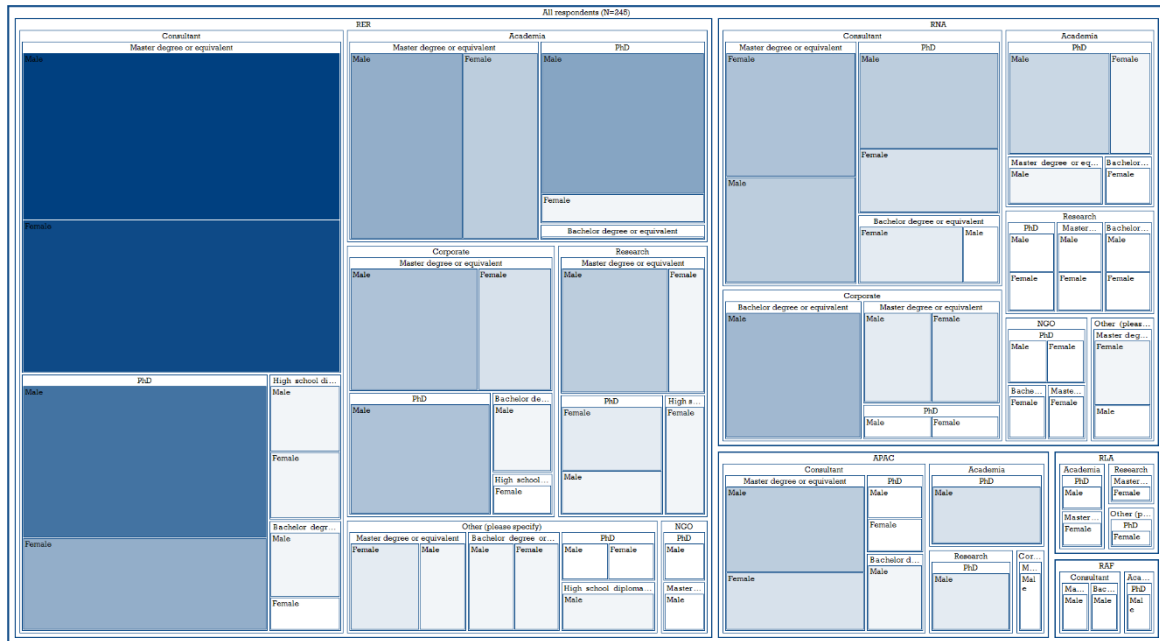 All respondents (N=245)
RER
Consultant
Master degree or equivalent
Male
Female
PhD
Male
Female
High school di...
Male
Female
Bachelor degr...
Male
Female
Academia
Master degree or equivalent
Male
Female
PhD
Male
Female
Bachelor degree or equivalent
Corporate
Master degree or equivalent
Male
Female
PhD
Male
Bachelor de...
Male
High school...
Female
Research
Master degree or equivalent
Male
Female
PhD
Female
Male
High s...
Female
Other (please specify)
Master degree or equivalent
Female
Male
Bachelor degree or...
Male
Female
PhD
Male
Female
High school diploma...
Male
NGO
PhD
Male
Master...
Male
RNA
Consultant
Master degree or equivalent
Female
Male
PhD
Male
Female
Bachelor degree or equivalent
Female
Male
Corporate
Bachelor degree or equivalent
Male
Master degree or equivalent
Male
Female
PhD
Male
Female
Academia
PhD
Male
Female
Master degree or eq...
Male
Bachelor...
Female
Research
PhD
Male
Female
Master...
Male
Female
Bachelor...
Male
Female
NGO
PhD
Male
Female
Bache...
Female
Maste...
Female
Other (pleas...
Master deg...
Female
Male
APAC
Consultant
Master degree or equivalent
Male
Female
PhD
Male
Female
Bachelor d...
Male
Academia
PhD
Male
Research
PhD
Male
Cor...
M...
Mal
e
RLA
Academia
PhD
Male
Master...
Female
Research
Master...
Female
Other (p...
PhD
Female
RAF
Consultant
Ma...
Male
Bac...
Male
Aca...
PhD
Mal
e